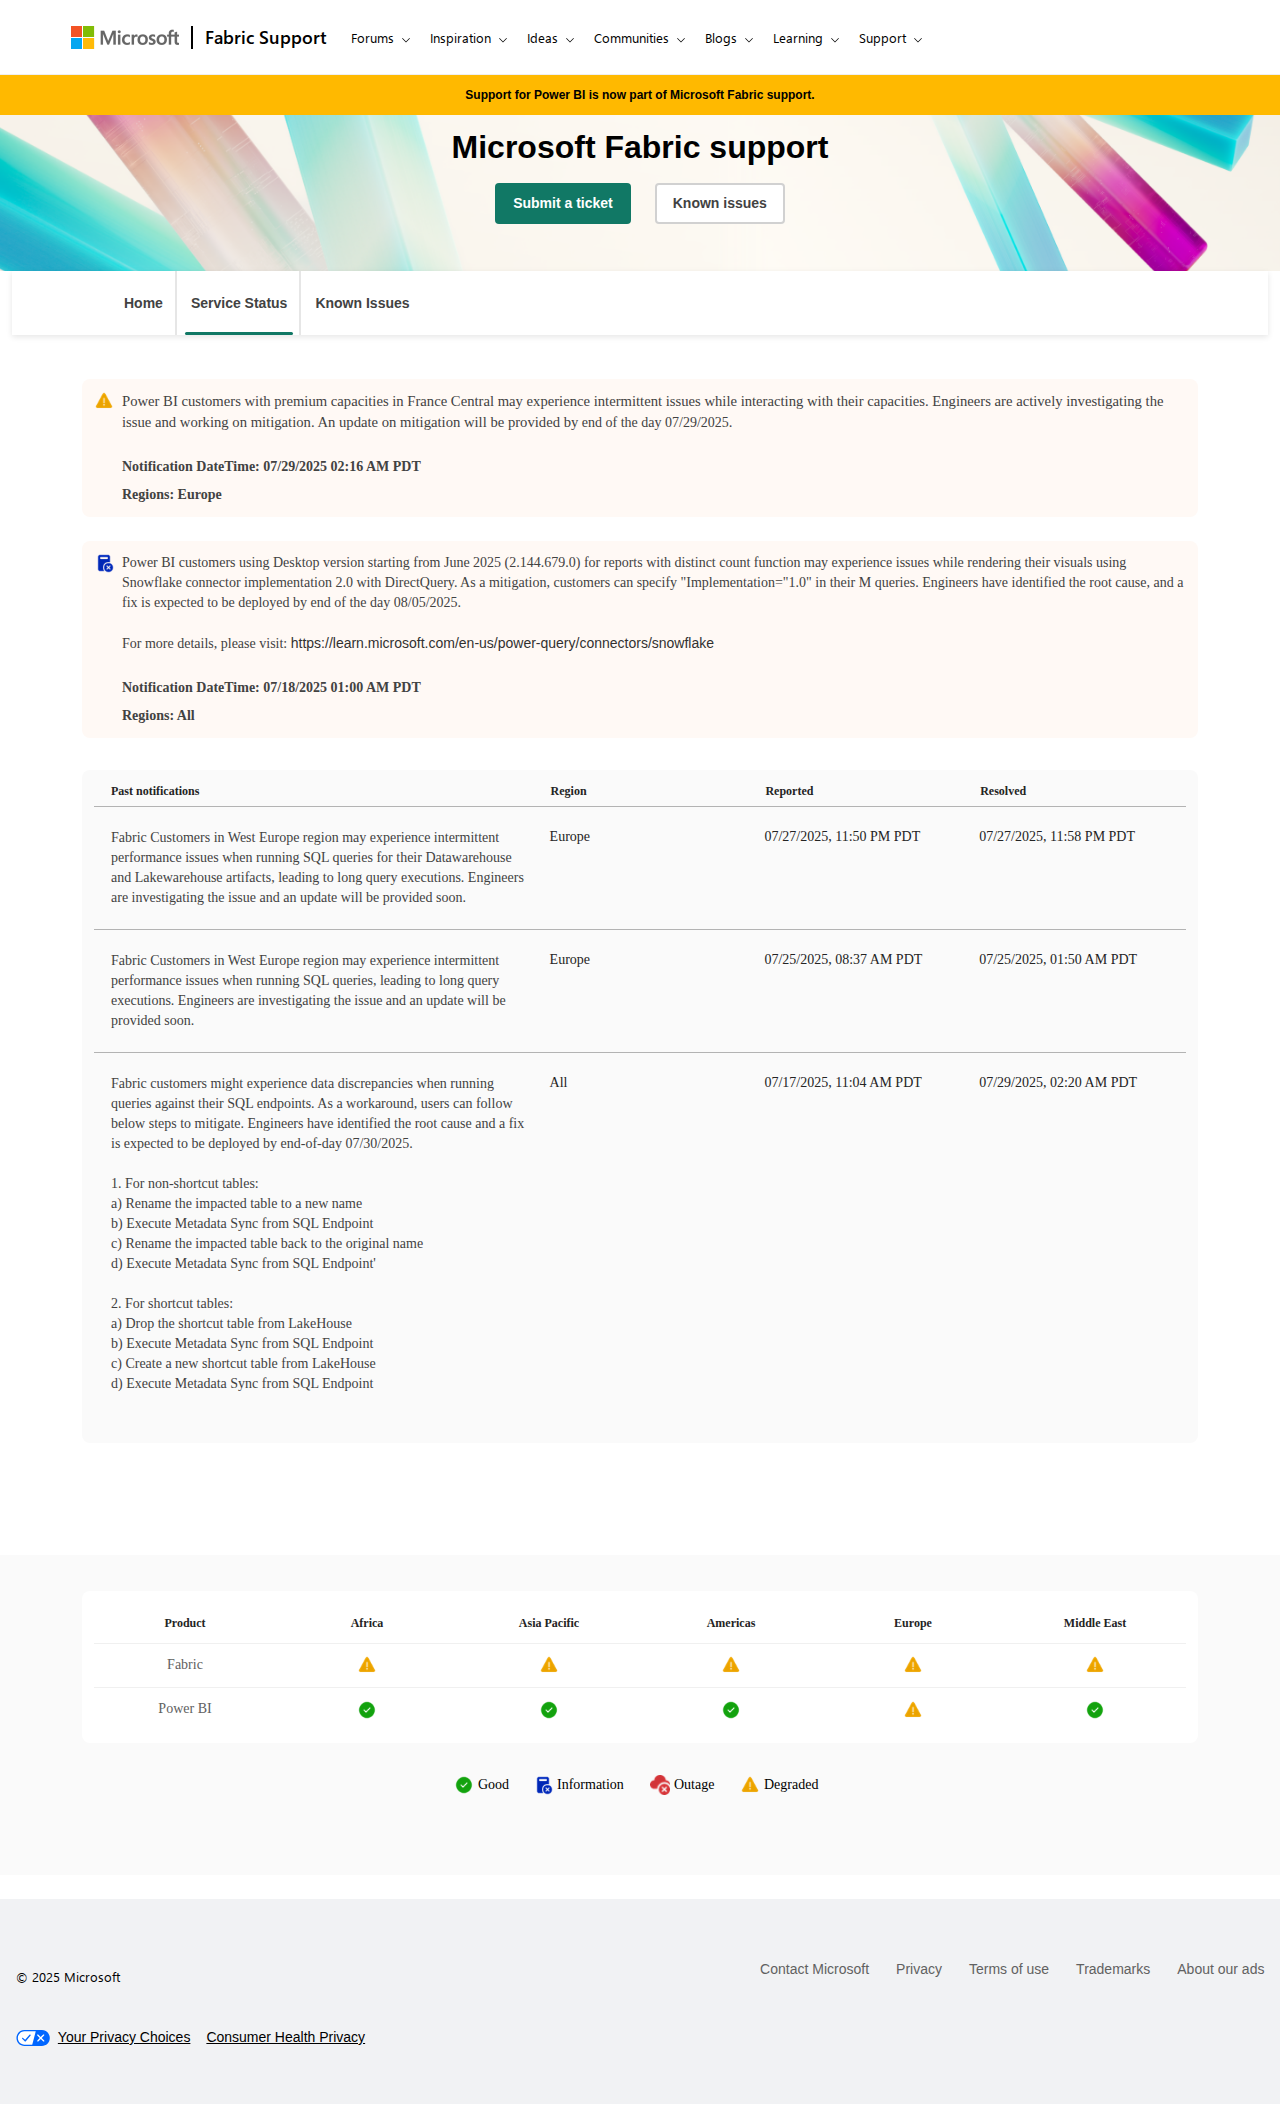 Microsoft
Fabric Support
Forums
Inspiration
Ideas
Communities
Blogs
Learning
Support
Support for Power BI is now part of Microsoft Fabric support.
Microsoft Fabric support
Submit a ticket
Known issues
Home
Service Status
Known Issues
Power BI customers with premium capacities in France Central may experience intermittent issues while interacting with their capacities. Engineers are actively investigating the
issue and working on mitigation. An update on mitigation will be provided by end of the day 07/29/2025.
Notification DateTime: 07/29/2025 02:16 AM PDT
Regions: Europe
Power BI customers using Desktop version starting from June 2025 (2.144.679.0) for reports with distinct count function may experience issues while rendering their visuals using
Snowflake connector implementation 2.0 with DirectQuery. As a mitigation, customers can specify "Implementation="1.0" in their M queries. Engineers have identified the root cause, and a
fix is expected to be deployed by end of the day 08/05/2025.
For more details, please visit: https://learn.microsoft.com/en-us/power-query/connectors/snowflake
Notification DateTime: 07/18/2025 01:00 AM PDT
Regions: All
Past notifications
Region
Reported
Resolved
Fabric Customers in West Europe region may experience intermittent
performance issues when running SQL queries for their Datawarehouse
and Lakewarehouse artifacts, leading to long query executions. Engineers
are investigating the issue and an update will be provided soon.
Europe
07/27/2025, 11:50 PM PDT
07/27/2025, 11:58 PM PDT
Fabric Customers in West Europe region may experience intermittent
performance issues when running SQL queries, leading to long query
executions. Engineers are investigating the issue and an update will be
provided soon.
Europe
07/25/2025, 08:37 AM PDT
07/25/2025, 01:50 AM PDT
Fabric customers might experience data discrepancies when running
queries against their SQL endpoints. As a workaround, users can follow
below steps to mitigate. Engineers have identified the root cause and a fix
is expected to be deployed by end-of-day 07/30/2025.
1. For non-shortcut tables:
a) Rename the impacted table to a new name
b) Execute Metadata Sync from SQL Endpoint
c) Rename the impacted table back to the original name
d) Execute Metadata Sync from SQL Endpoint'
2. For shortcut tables:
a) Drop the shortcut table from LakeHouse
b) Execute Metadata Sync from SQL Endpoint
c) Create a new shortcut table from LakeHouse
d) Execute Metadata Sync from SQL Endpoint
All
07/17/2025, 11:04 AM PDT
07/29/2025, 02:20 AM PDT
Product
Africa
Asia Pacific
Americas
Europe
Middle East
Fabric
Power BI
Good
Information
Outage
Degraded
© 2025 Microsoft
Contact Microsoft
Privacy
Terms of use
Trademarks
About our ads
Your Privacy Choices
Consumer Health Privacy